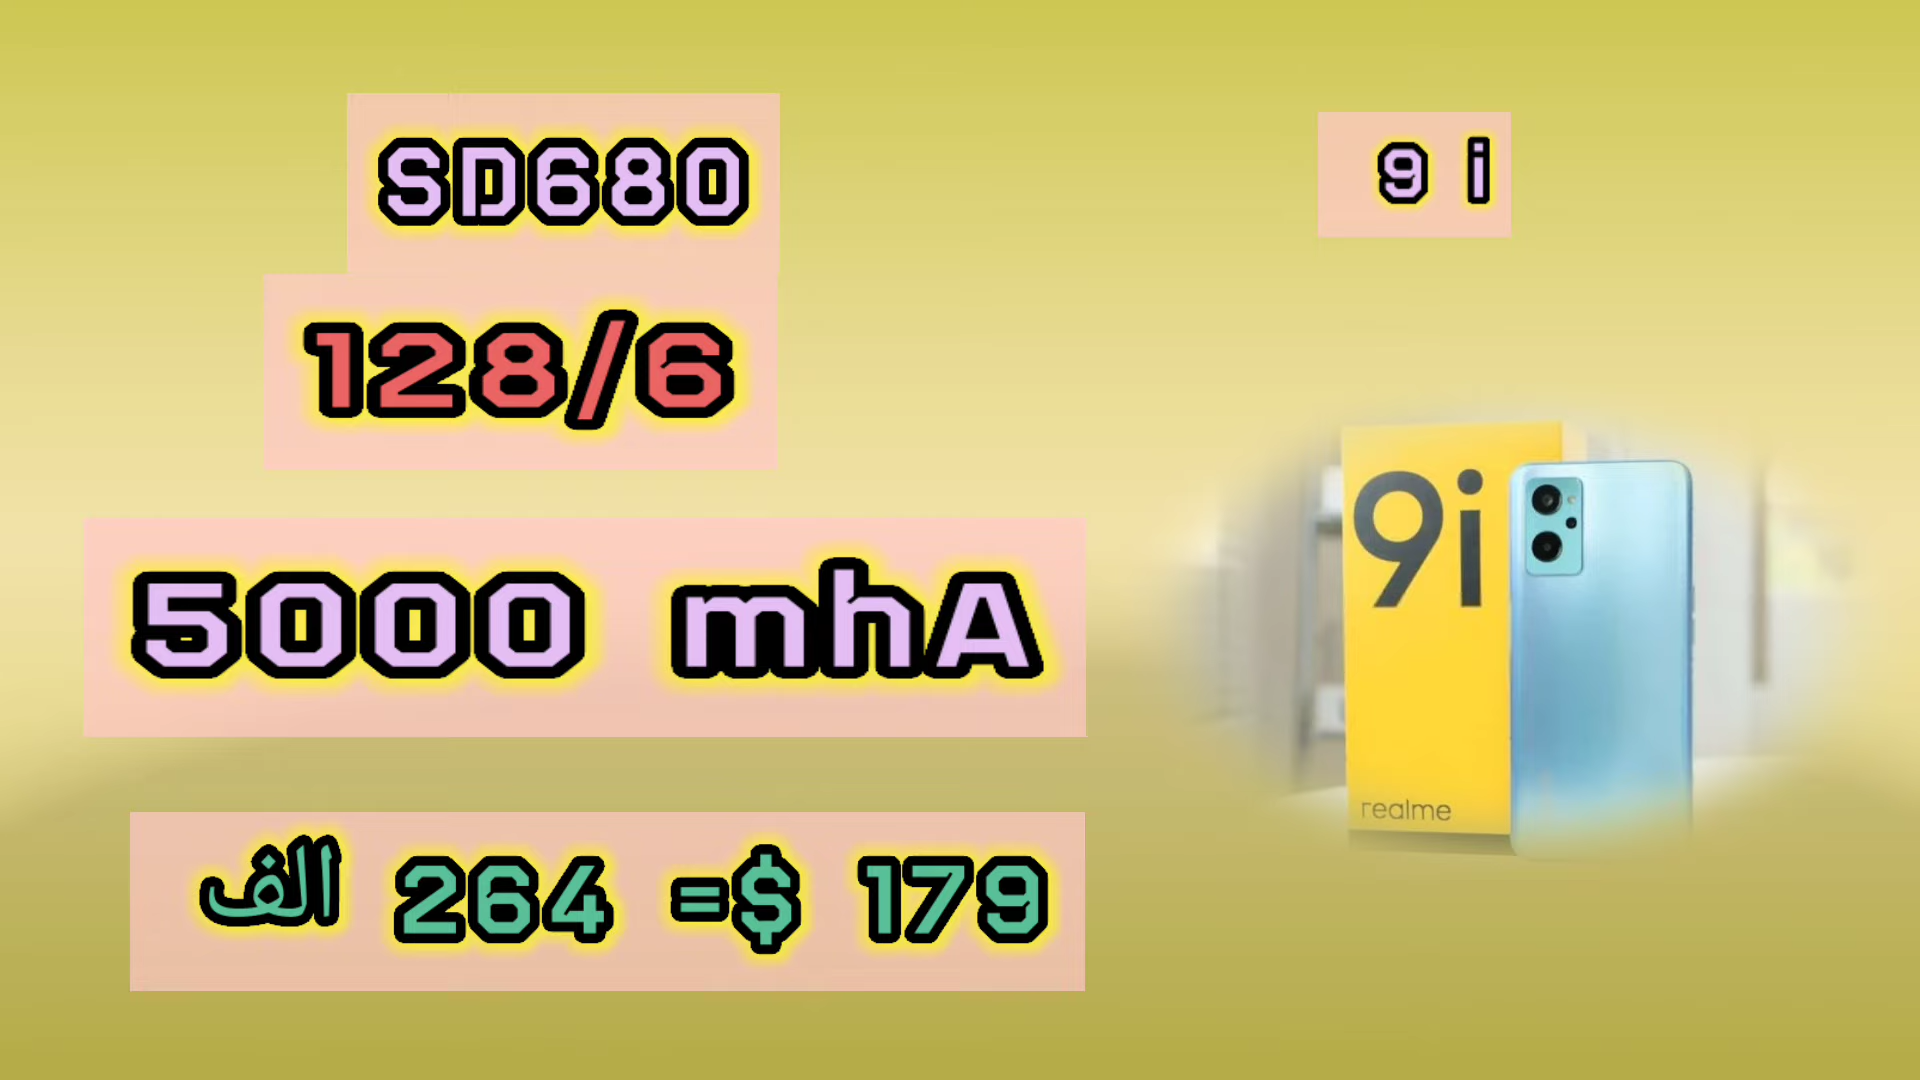 SD680
128/6
5000 mhA
الف 264 =$ 179
9 i
9i
realme